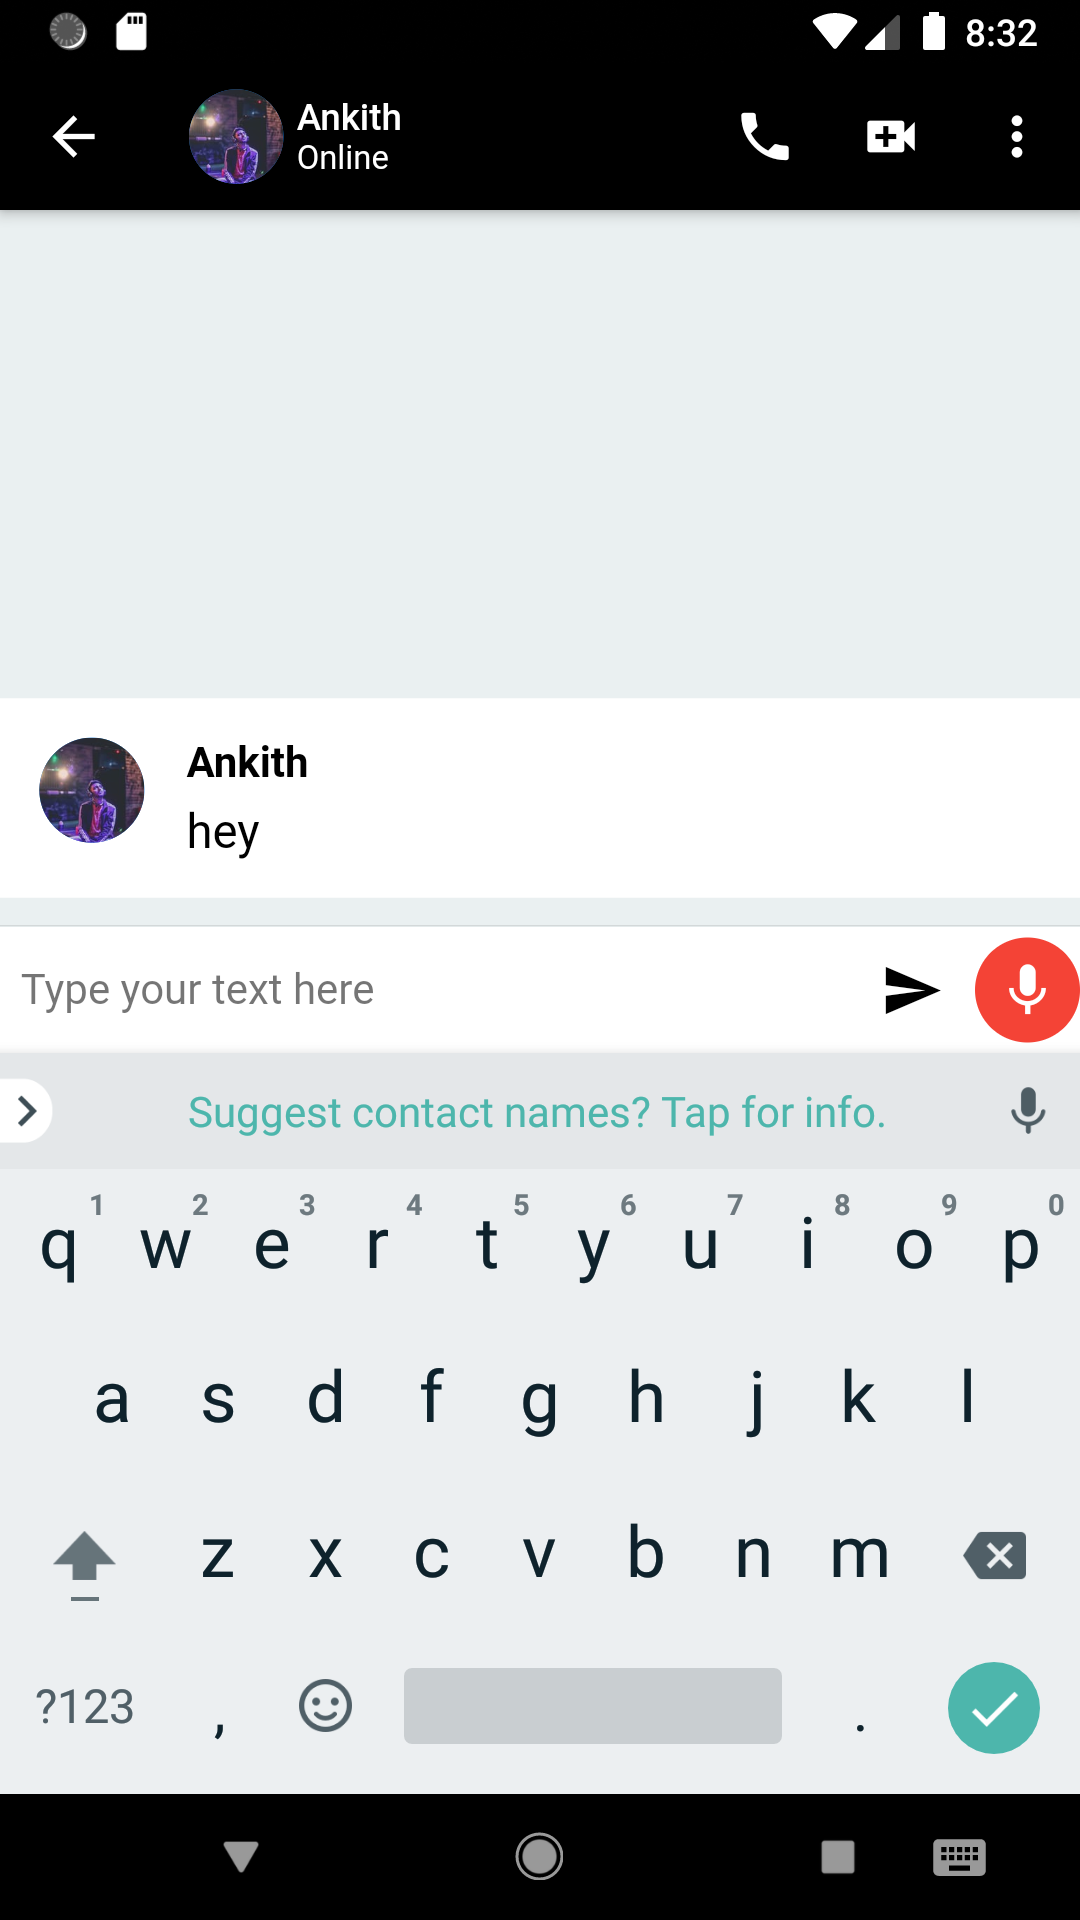 8:32
Ankith
Online
Ankith
hey
Type your text here
Suggest contact names? Tap for info.
1 2 3 4 5 6 7 8 9 0
q w e r t y u i o p
a s d f g h j k l
z x c v b n m
?123 , .